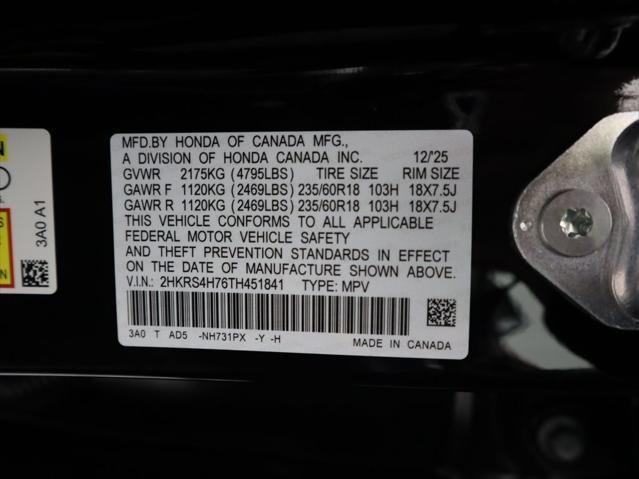 MFD.BY HONDA OF CANADA MFG.,
A DIVISION OF HONDA CANADA INC. 12/'25
GVWR 2175KG (4795LBS) TIRE SIZE RIM SIZE
GAWR F 1120KG (2469LBS) 235/60R18 103H 18X7.5J
GAWR R 1120KG (2469LBS) 235/60R18 103H 18X7.5J
THIS VEHICLE CONFORMS TO ALL APPLICABLE
FEDERAL MOTOR VEHICLE SAFETY
AND THEFT PREVENTION STANDARDS IN EFFECT
ON THE DATE OF MANUFACTURE SHOWN ABOVE.
V.I.N.: 2HKRS4H76TH451841 TYPE: MPV
3A0 T AD5 -NH731PX -Y -H MADE IN CANADA
3A0 A1